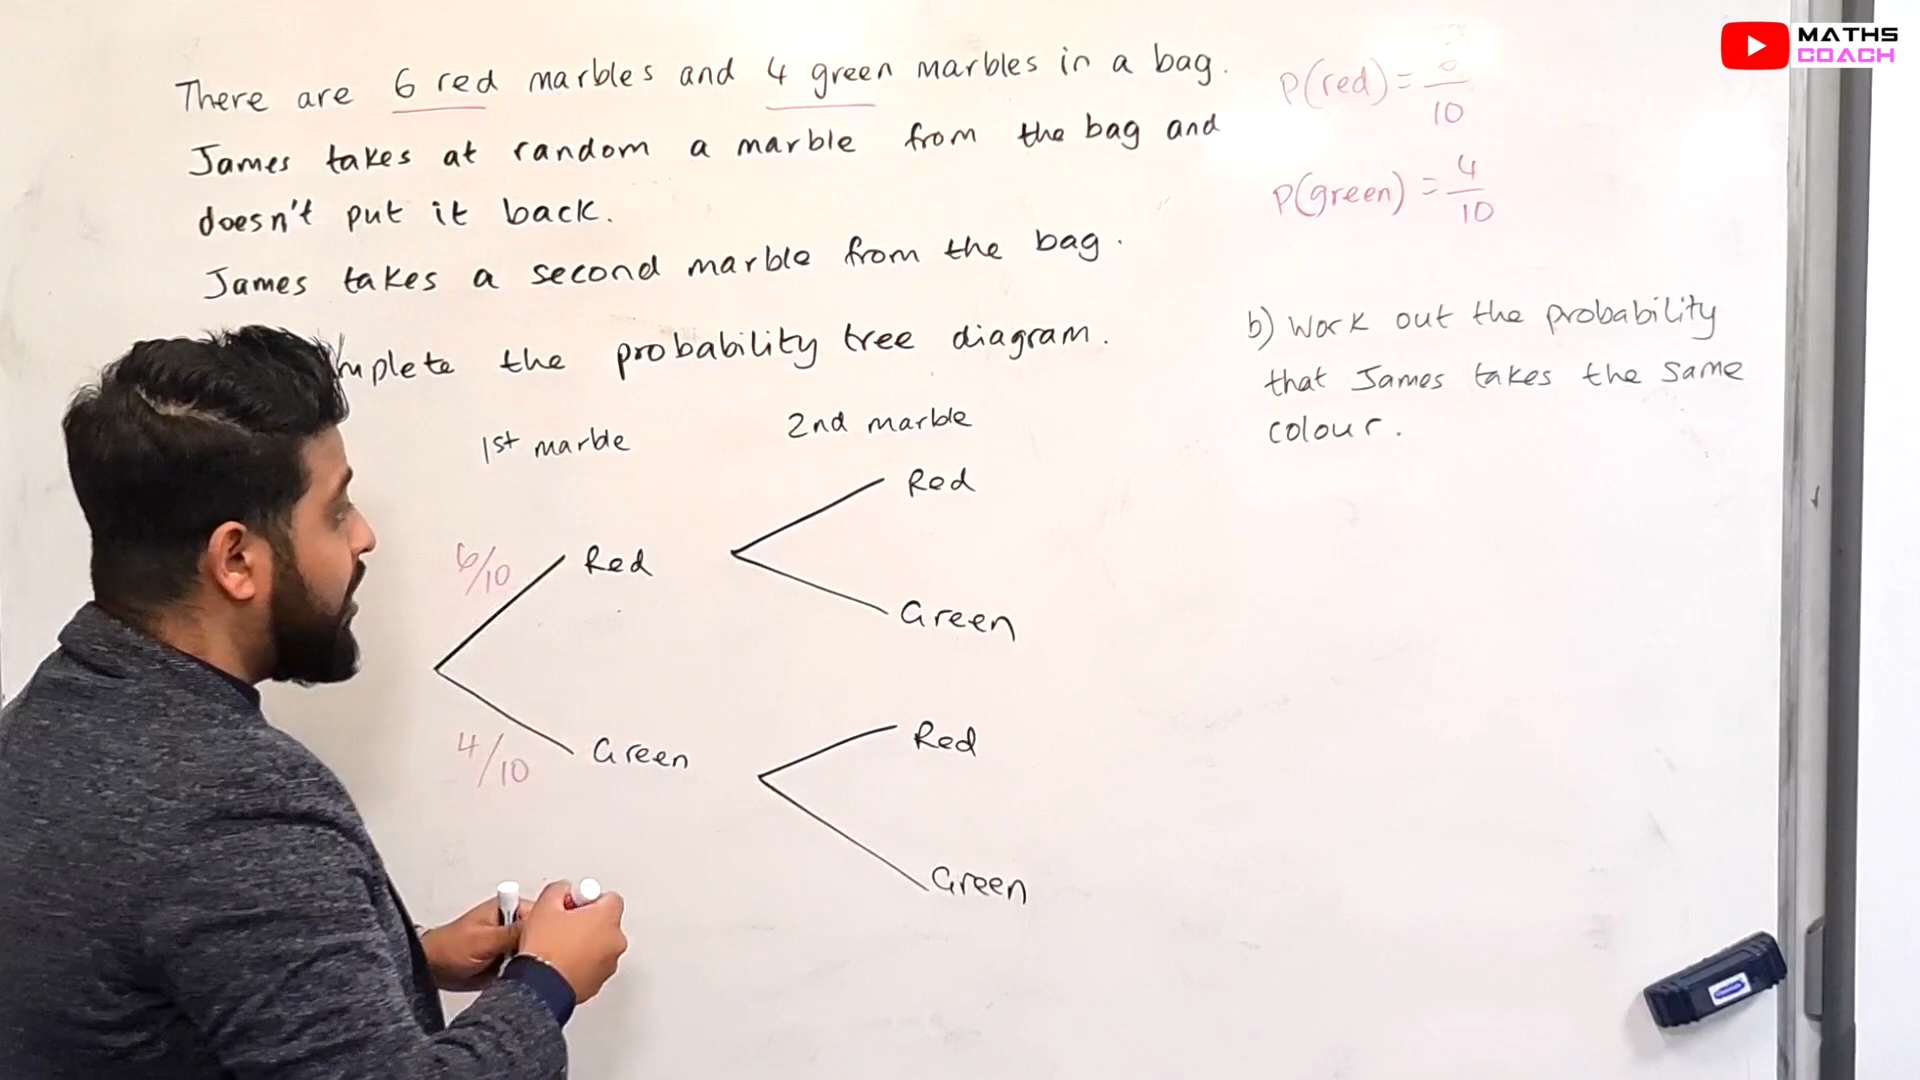 There are 6 red marbles and 4 green marbles in a bag.
James takes at random a marble from the bag and
doesn't put it back.
James takes a second marble from the bag.
the probability tree diagram.
1st marble
2nd marble
Red
6/10
Red
Green
4/10
Green
Red
Green
P(red) =
10
P(green) = 4/10
b) Work out the probability
that James takes the same
colour.
MATHS
COACH